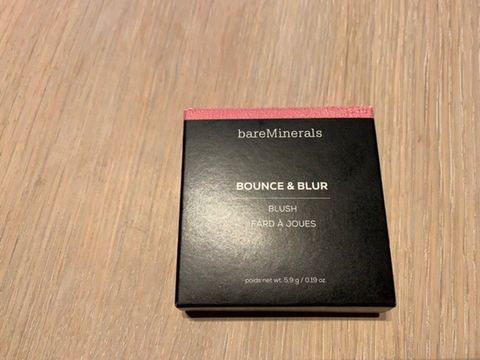 bareMinerals
BOUNCE & BLUR
BLUSH
FARD À JOUES
poids net wt. 5,9 g / 0.19 oz.